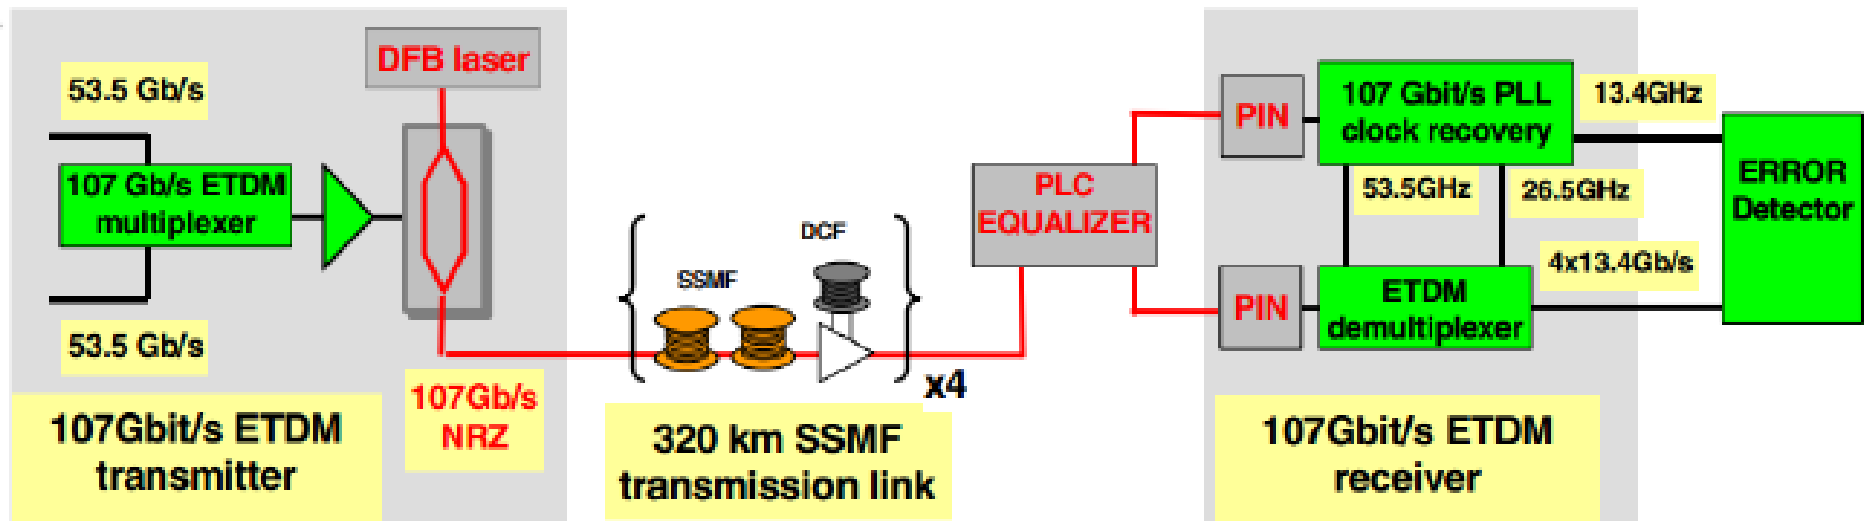 53.5 Gb/s
DFB laser
107 Gb/s ETDM
multiplexer
53.5 Gb/s
107Gb/s
NRZ
107Gbit/s ETDM
transmitter
SSMF
DCF
x4
320 km SSMF
transmission link
PLC
EQUALIZER
PIN
107 Gbit/s PLL
clock recovery
13.4GHz
53.5GHz
26.5GHz
PIN
ETDM
demultiplexer
4x13.4Gb/s
ERROR
Detector
107Gbit/s ETDM
receiver